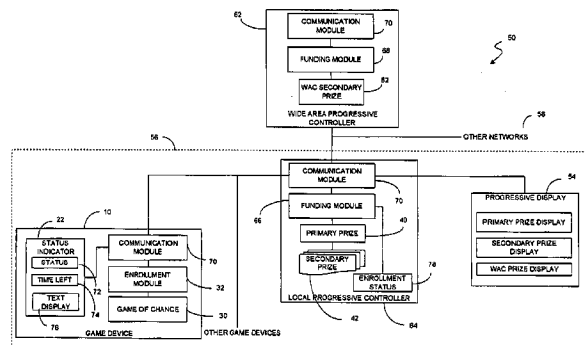 62
COMMUNICATION
MODULE
70
50
FUNDING MODULE
68
WAC SECONDARY
PRIZE
82
WIDE AREA PROGRESSIVE
CONTROLLER
58
OTHER NETWORKS
56
54
COMMUNICATION
MODULE
70
PROGRESSIVE DISPLAY
10
66
FUNDING MODULE
22
STATUS
INDICATOR
COMMUNICATION
MODULE
PRIMARY PRIZE
40
PRIMARY PRIZE DISPLAY
STATUS
70
SECONDARY PRIZE
DISPLAY
TIME LEFT
72
ENROLLMENT
MODULE
32
SECONDARY
PRIZE
78
WAC PRIZE DISPLAY
TEXT
DISPLAY
74
ENROLLMENT
STATUS
76
GAME OF CHANCE
30
LOCAL PROGRESSIVE CONTROLLER
GAME DEVICE
OTHER GAME DEVICES
42
64